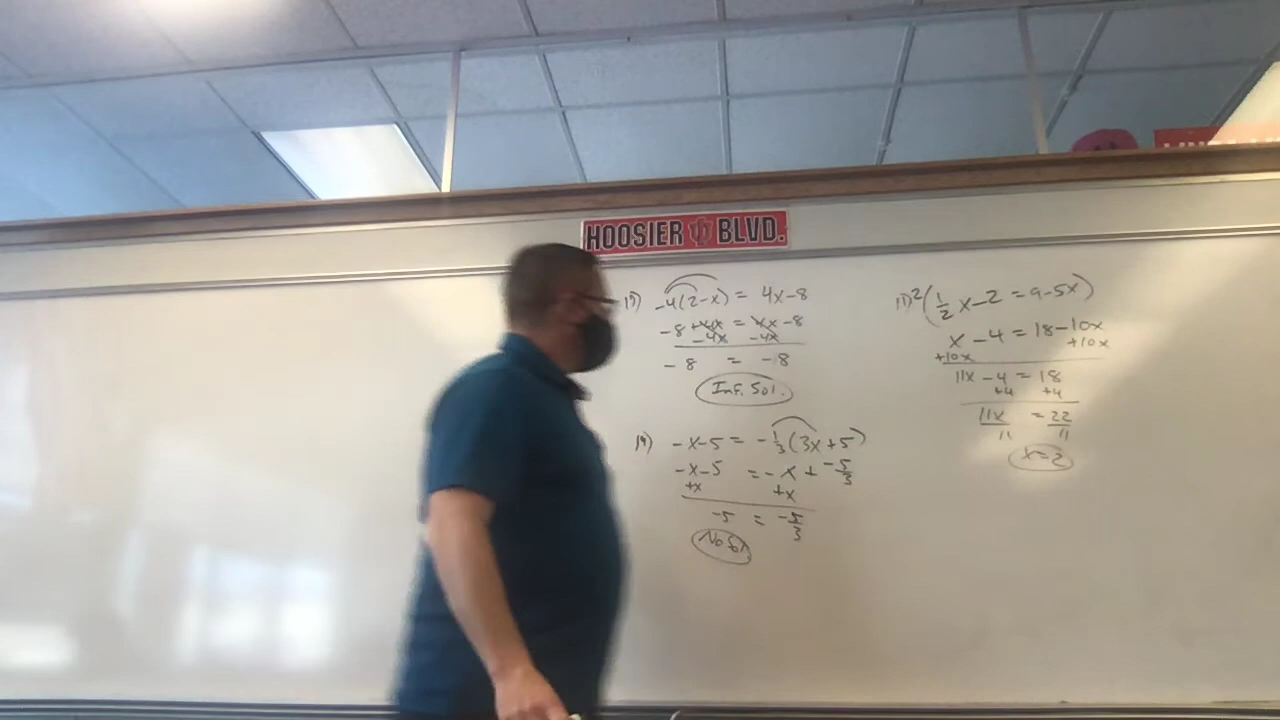 HOOSIER BLVD.
-4(2-x) = 4x-8
-8 +4x = 4x -8
-4x -4x
-8 = -8
Inf. Sol.
-x-5 = -1/3(3x+5)
-x-5 = -x + -5/3
+x +x
-5 = -5/3
No Sol.
11) 2(1/2 x-2 = 9-5x)
x -4 = 18-10x
+10x +10x
11x -4 = 18
+4 +4
11x = 22
11 11
x=2